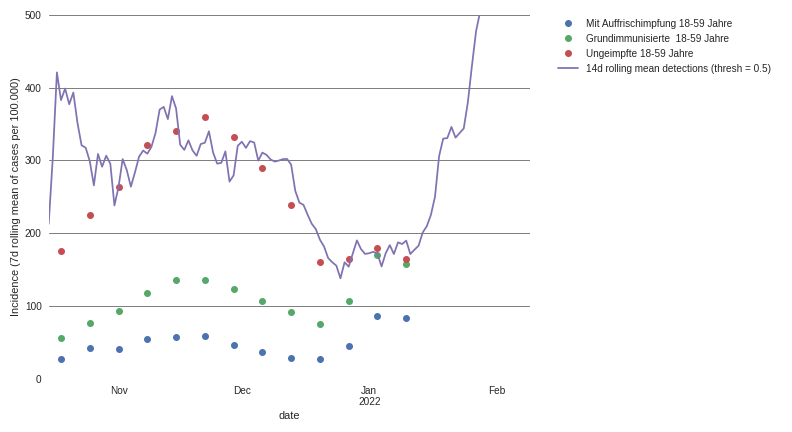 500
400
300
200
100
0
Incidence (7d rolling mean of cases per 100.000)
Nov
Dec
Jan
2022
Feb
date
Mit Auffrischimpfung 18-59 Jahre
Grundimmunisierte  18-59 Jahre
Ungeimpfte 18-59 Jahre
14d rolling mean detections (thresh = 0.5)